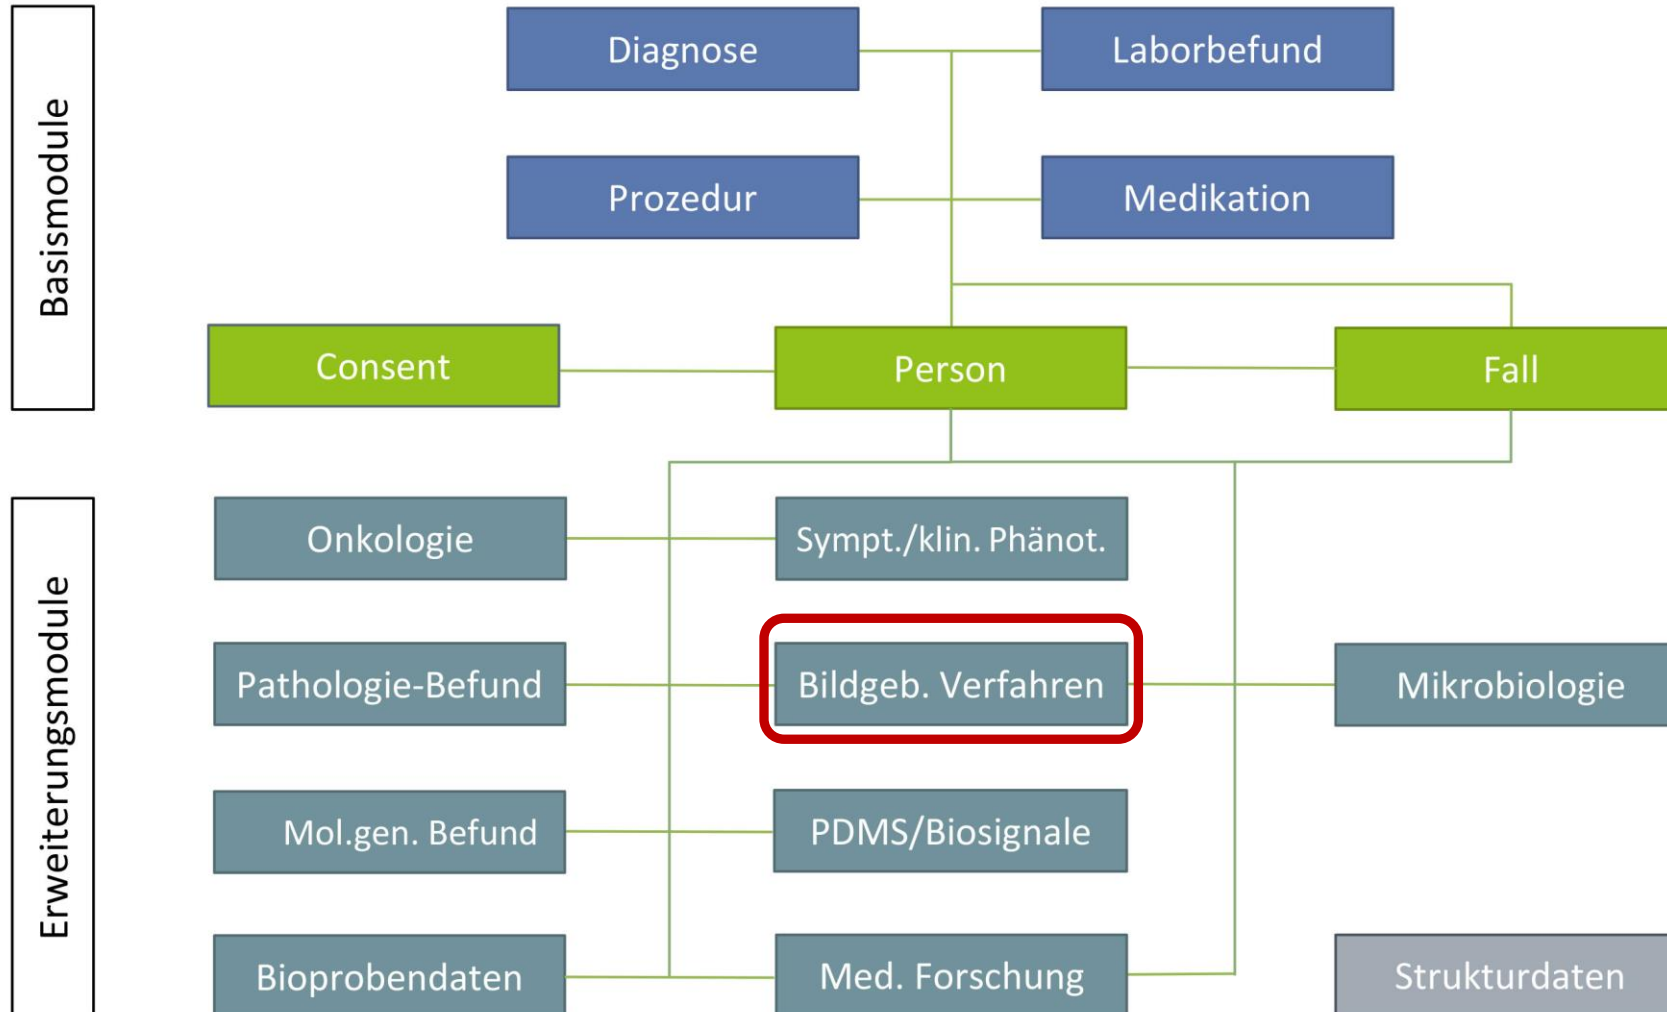 Basismodule
Diagnose
Laborbefund
Prozedur
Medikation
Consent
Person
Fall
Erweiterungsmodule
Onkologie
Sympt./klin. Phänot.
Pathologie-Befund
Bildgeb. Verfahren
Mikrobiologie
Mol.gen. Befund
PDMS/Biosignale
Bioprobendaten
Med. Forschung
Strukturdaten